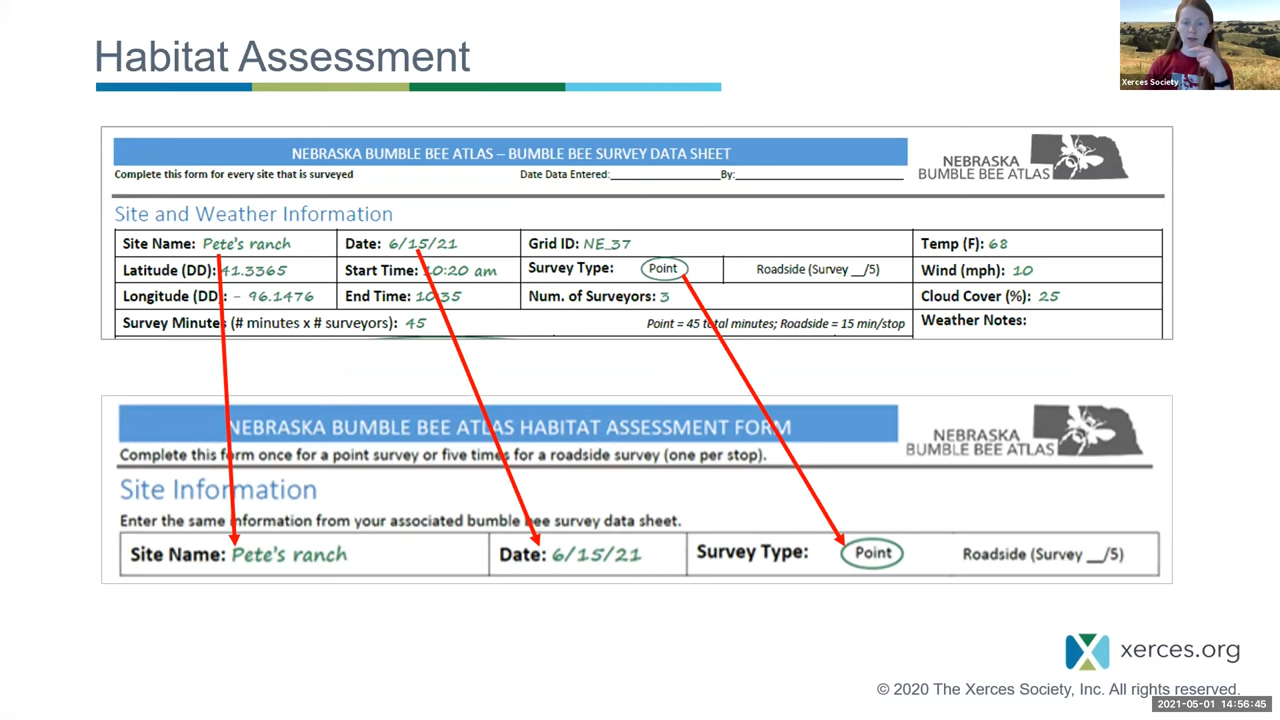 Habitat Assessment
Xerces Society
NEBRASKA BUMBLE BEE ATLAS – BUMBLE BEE SURVEY DATA SHEET
NEBRASKA
BUMBLE BEE ATLAS
Complete this form for every site that is surveyed Date Data Entered:____________________By:____________________________
Site and Weather Information
Site Name: Pete's ranch Date: 6/15/21 Grid ID: NE_37 Temp (F): 68
Latitude (DD): 41.3365 Start Time: 10:20 am Survey Type: Point Roadside (Survey __/5) Wind (mph): 10
Longitude (DD): - 96.1476 End Time: 10:35 Num. of Surveyors: 3 Cloud Cover (%): 25
Survey Minutes (# minutes x # surveyors): 45 Point = 45 total minutes; Roadside = 15 min/stop Weather Notes:
NEBRASKA BUMBLE BEE ATLAS HABITAT ASSESSMENT FORM
NEBRASKA
BUMBLE BEE ATLAS
Complete this form once for a point survey or five times for a roadside survey (one per stop).
Site Information
Enter the same information from your associated bumble bee survey data sheet.
Site Name: Pete's ranch Date: 6/15/21 Survey Type: Point Roadside (Survey __/5)
xerces.org
© 2020 The Xerces Society, Inc. All rights reserved.
2021-05-01 14:56:45